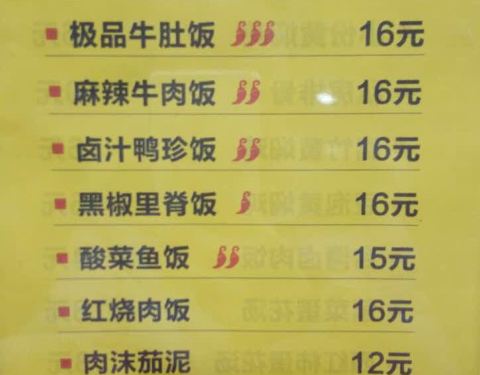 极品牛肚饭 16元
麻辣牛肉饭 16元
卤汁鸭珍饭 16元
黑椒里脊饭 16元
酸菜鱼饭 15元
红烧肉饭 16元
肉沫茄泥 12元